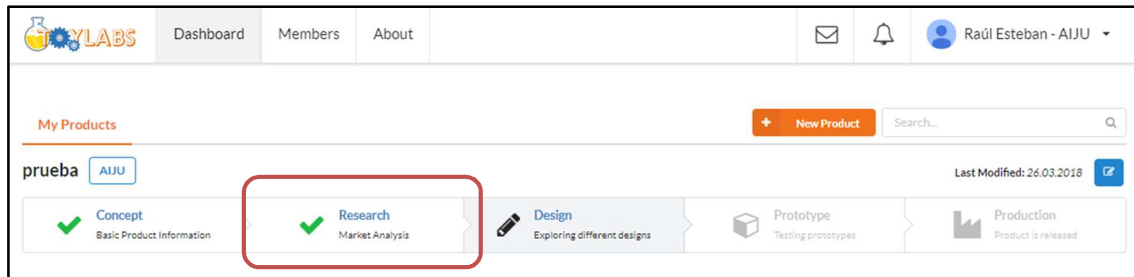 TOYLABS Dashboard Members About Raúl Esteban - AIJU
My Products + New Product Search...
prueba AIJU Last Modified: 26.03.2018
Concept Research Design Prototype Production
Basic Product Information Market Analysis Exploring different designs Testing prototypes Product is released